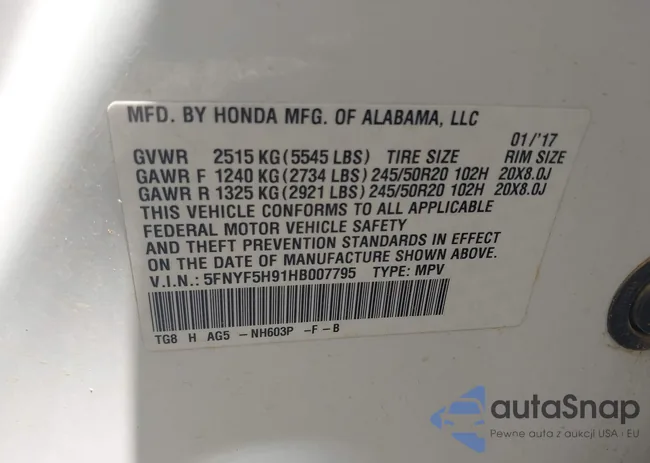 MFD. BY HONDA MFG. OF ALABAMA, LLC
01/'17
GVWR 2515 KG (5545 LBS) TIRE SIZE RIM SIZE
GAWR F 1240 KG (2734 LBS) 245/50R20 102H 20X8.0J
GAWR R 1325 KG (2921 LBS) 245/50R20 102H 20X8.0J
THIS VEHICLE CONFORMS TO ALL APPLICABLE
FEDERAL MOTOR VEHICLE SAFETY
AND THEFT PREVENTION STANDARDS IN EFFECT
ON THE DATE OF MANUFACTURE SHOWN ABOVE.
V.I.N.: 5FNYF5H91HB007795 TYPE: MPV
TG8 H AG5 -NH603P -F-B
autaSnap
Pewne auta z aukcji USA i EU